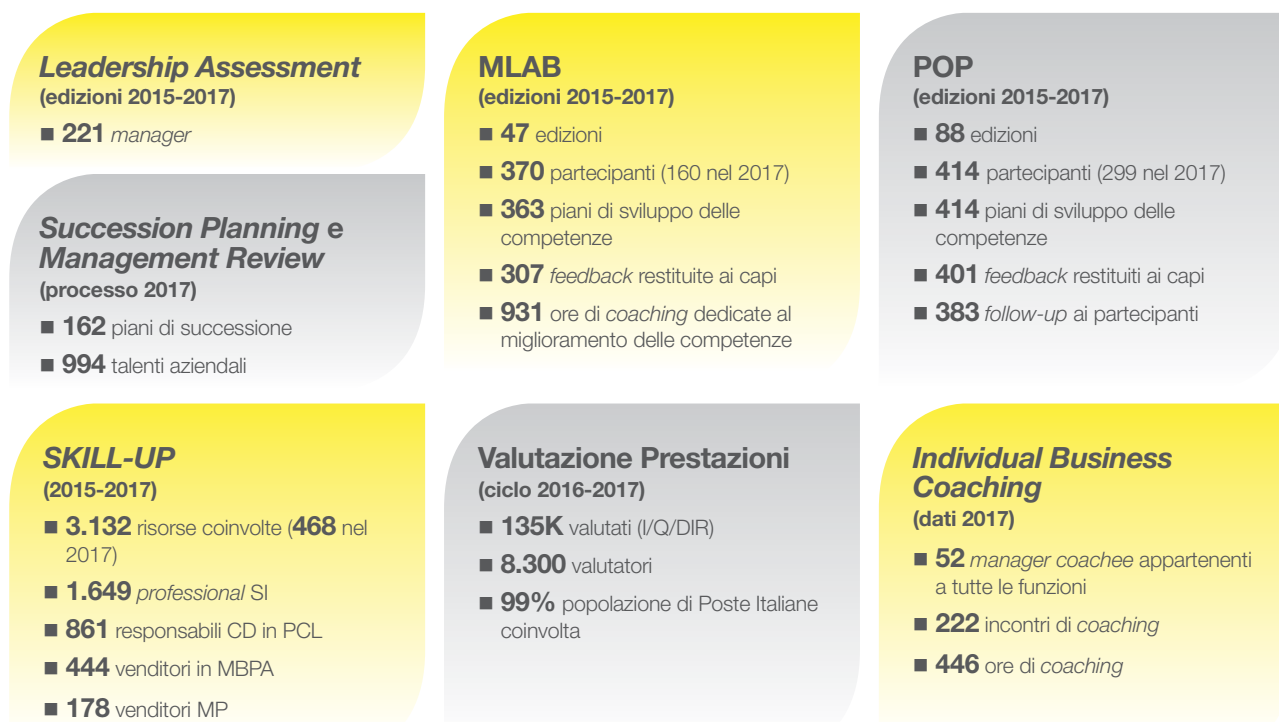 Leadership Assessment
(edizioni 2015-2017)
■ 221 manager
Succession Planning e
Management Review
(processo 2017)
■ 162 piani di successione
■ 994 talenti aziendali
MLAB
(edizioni 2015-2017)
■ 47 edizioni
■ 370 partecipanti (160 nel 2017)
■ 363 piani di sviluppo delle
competenze
■ 307 feedback restituite ai capi
■ 931 ore di coaching dedicate al
miglioramento delle competenze
POP
(edizioni 2015-2017)
■ 88 edizioni
■ 414 partecipanti (299 nel 2017)
■ 414 piani di sviluppo delle
competenze
■ 401 feedback restituiti ai capi
■ 383 follow-up ai partecipanti
SKILL-UP
(2015-2017)
■ 3.132 risorse coinvolte (468 nel
2017)
■ 1.649 professional SI
■ 861 responsabili CD in PCL
■ 444 venditori in MBPA
■ 178 venditori MP
Valutazione Prestazioni
(ciclo 2016-2017)
■ 135K valutati (I/Q/DIR)
■ 8.300 valutatori
■ 99% popolazione di Poste Italiane
coinvolta
Individual Business
Coaching
(dati 2017)
■ 52 manager coachee appartenenti
a tutte le funzioni
■ 222 incontri di coaching
■ 446 ore di coaching